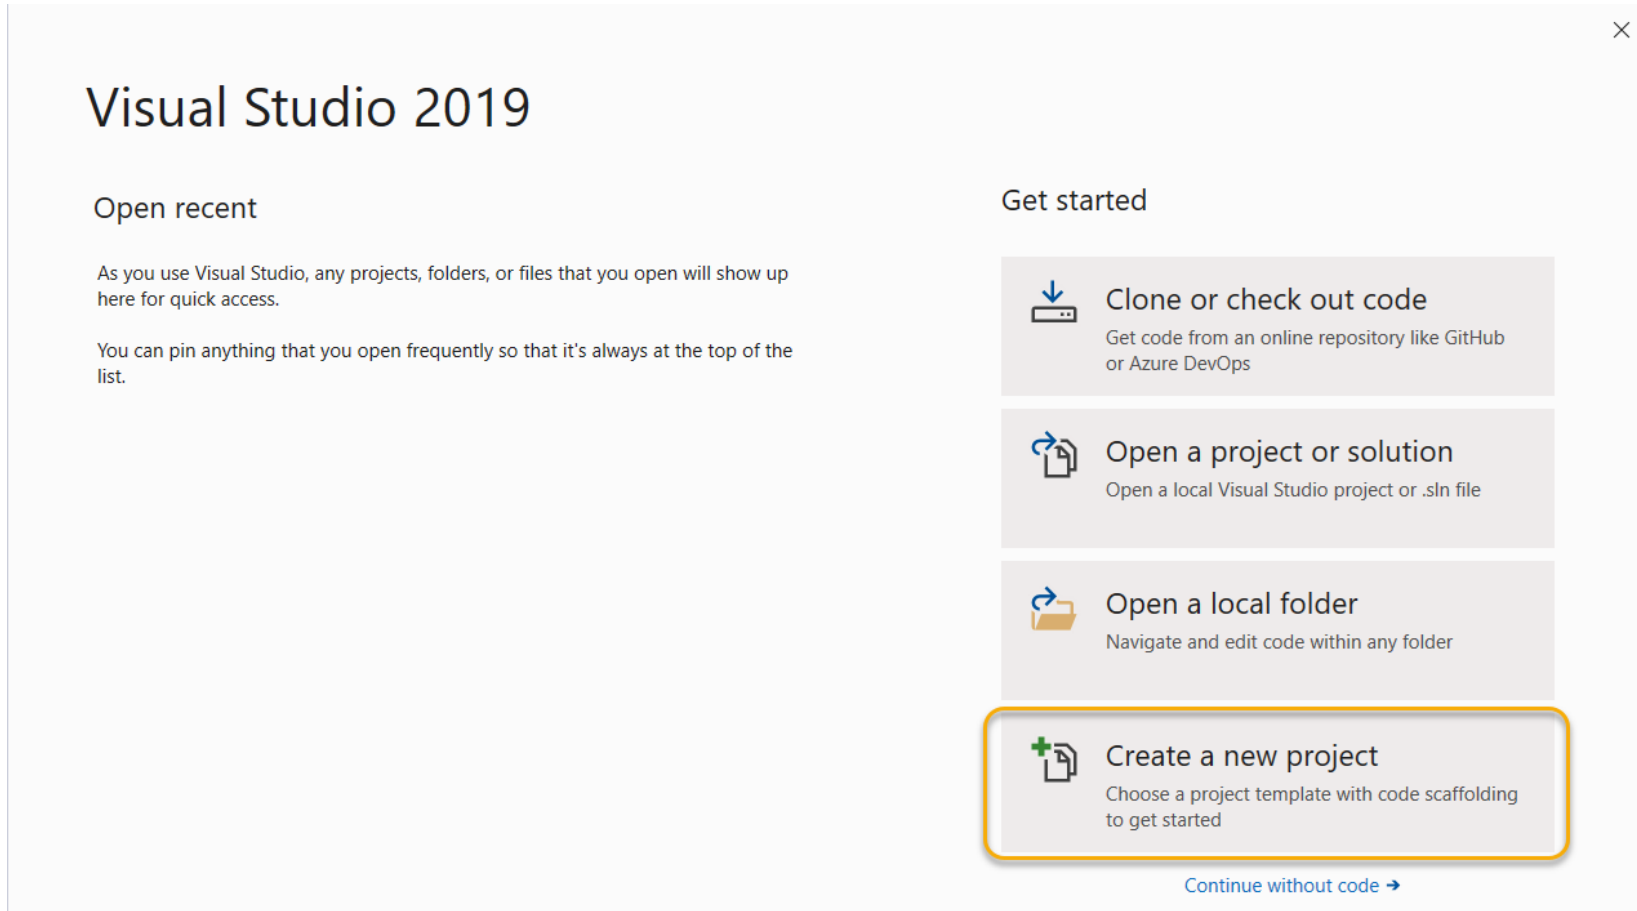 Visual Studio 2019
Open recent
As you use Visual Studio, any projects, folders, or files that you open will show up
here for quick access.
You can pin anything that you open frequently so that it's always at the top of the
list.
Get started
Clone or check out code
Get code from an online repository like GitHub
or Azure DevOps
Open a project or solution
Open a local Visual Studio project or .sln file
Open a local folder
Navigate and edit code within any folder
Create a new project
Choose a project template with code scaffolding
to get started
Continue without code